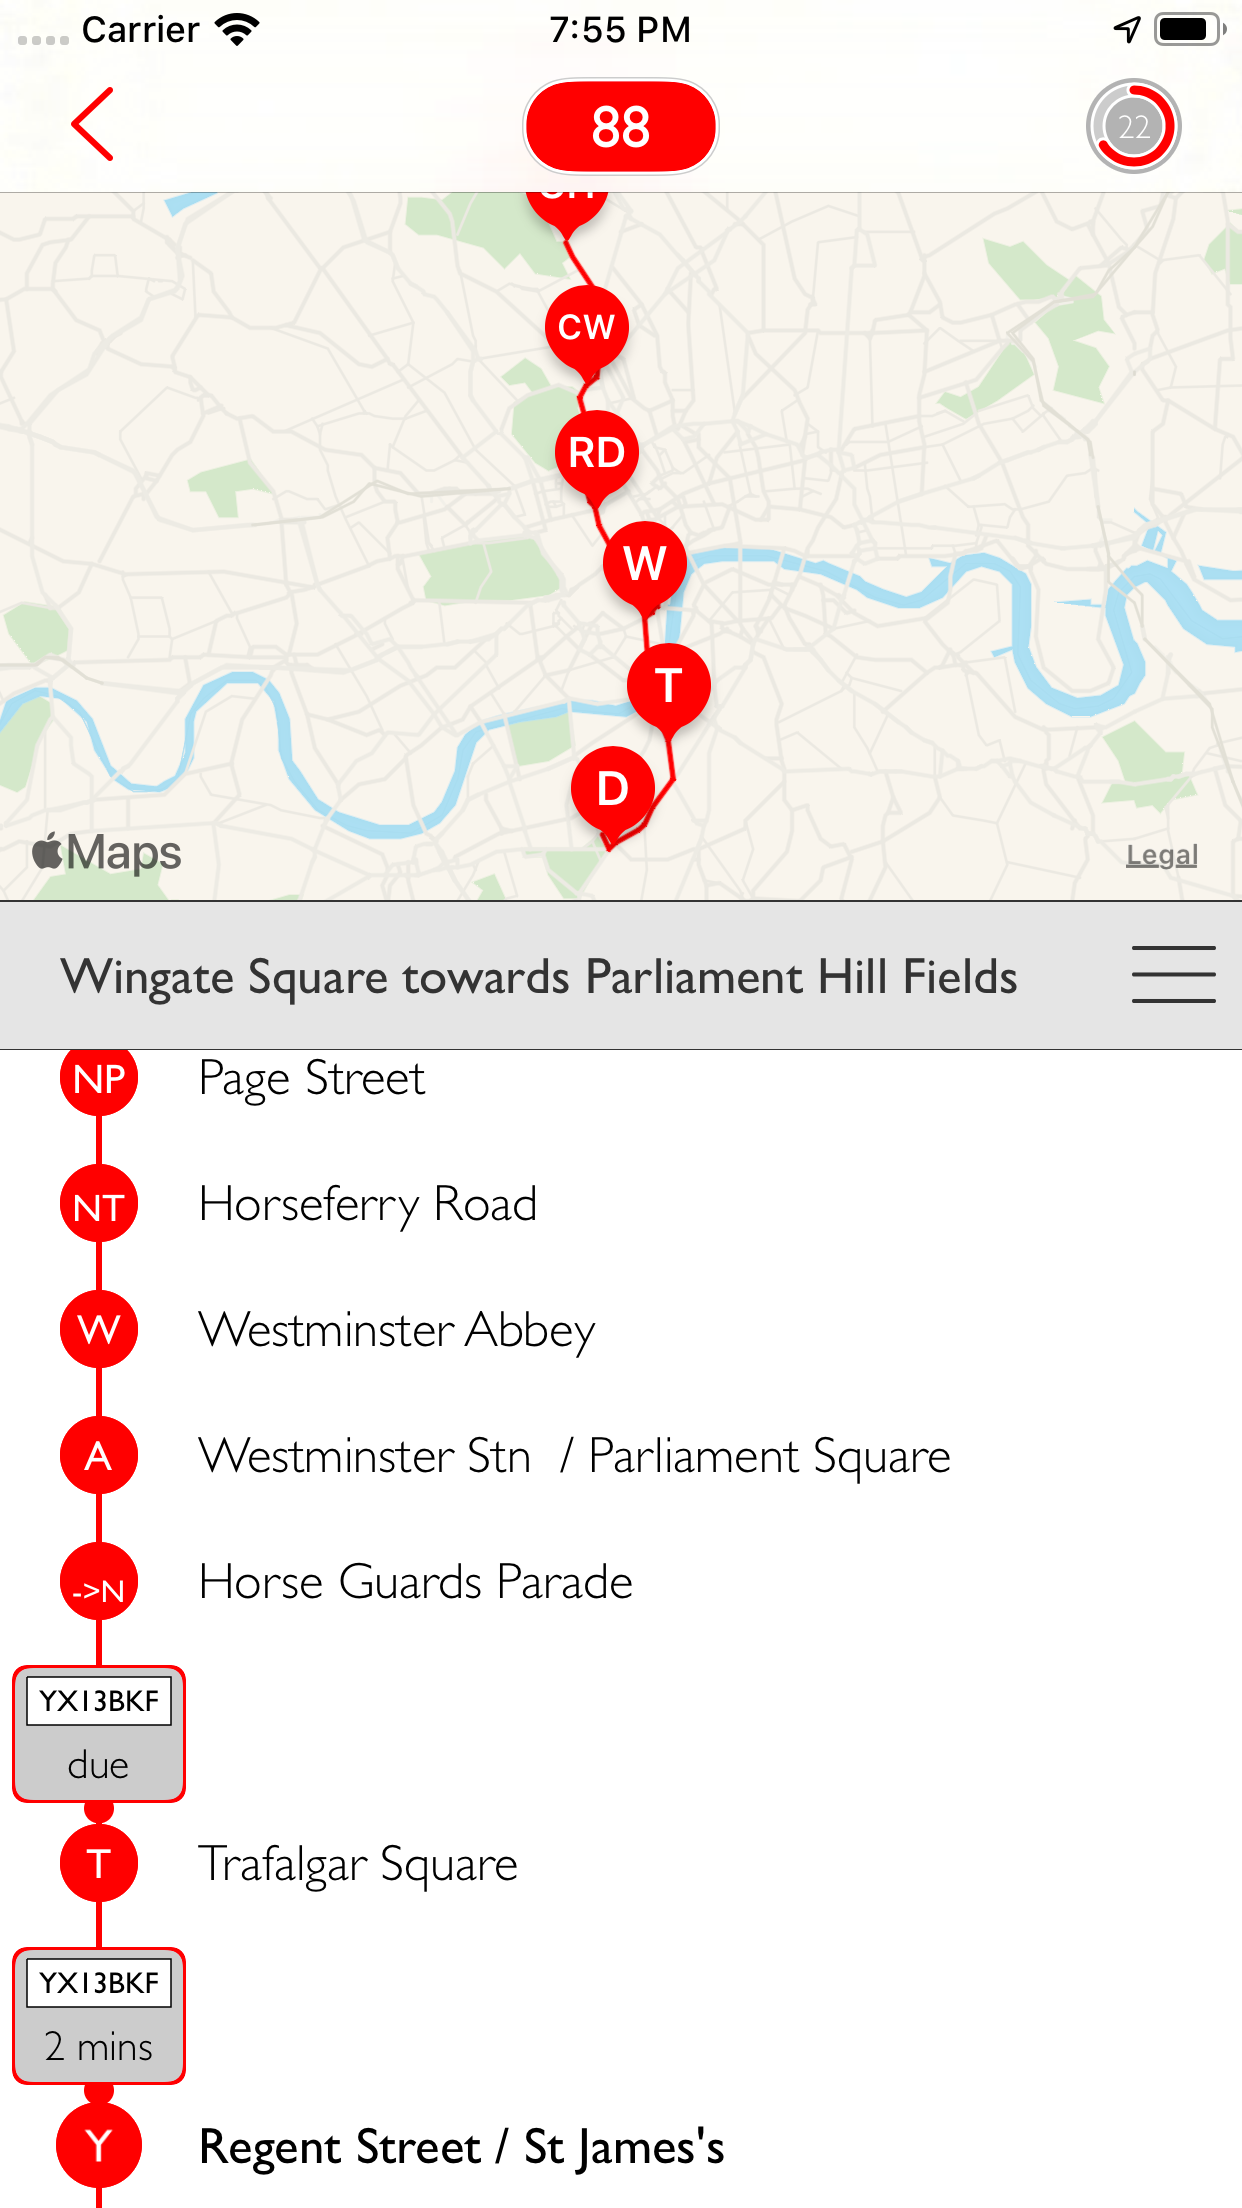 Carrier 7:55 PM
88
22
CW
RD
W
T
D
Maps
Legal
Wingate Square towards Parliament Hill Fields
NP Page Street
NT Horseferry Road
W Westminster Abbey
A Westminster Stn / Parliament Square
->N Horse Guards Parade
YX13BKF
due
T Trafalgar Square
YX13BKF
2 mins
Y Regent Street / St James's